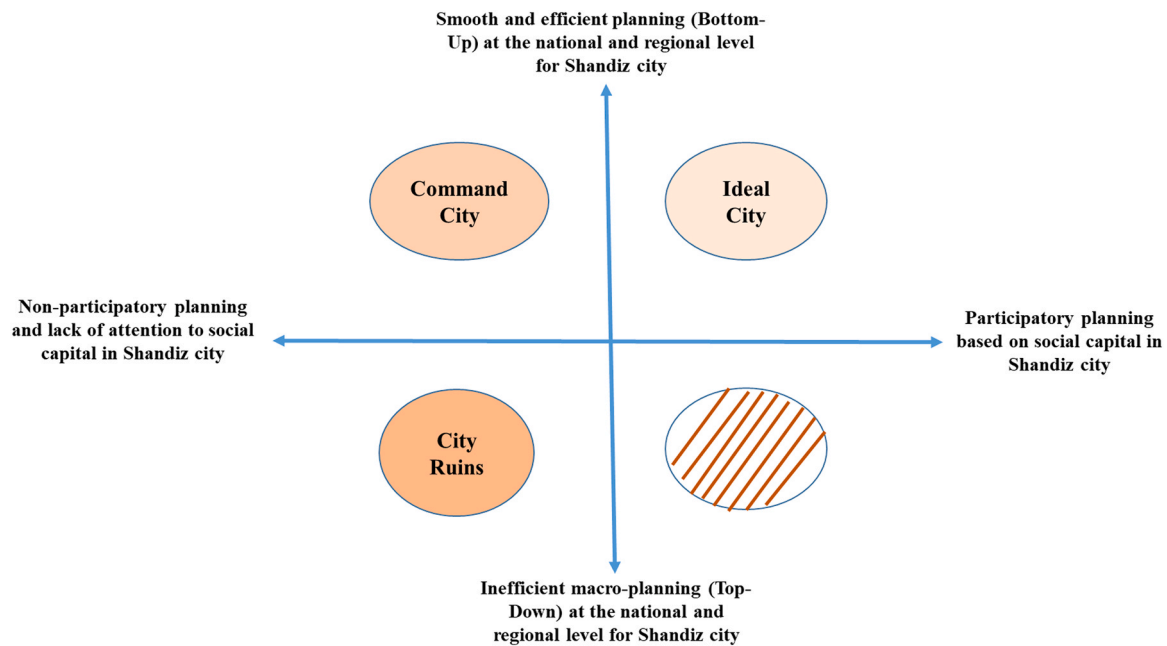 Smooth and efficient planning (Bottom-
Up) at the national and regional level
for Shandiz city
Command
City
Ideal
City
Non-participatory planning
and lack of attention to social
capital in Shandiz city
Participatory planning
based on social capital in
Shandiz city
City
Ruins
Inefficient macro-planning (Top-
Down) at the national and
regional level for Shandiz city